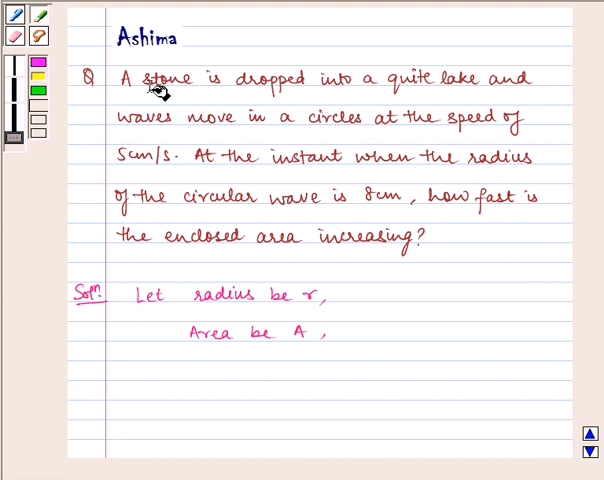 Ashima
Q A stone is dropped into a quite lake and
waves move in a circles at the speed of
5cm/s. At the instant when the radius
of the circular wave is 8cm, how fast is
the enclosed area increasing?
Solⁿ. Let radius be r,
Area be A,